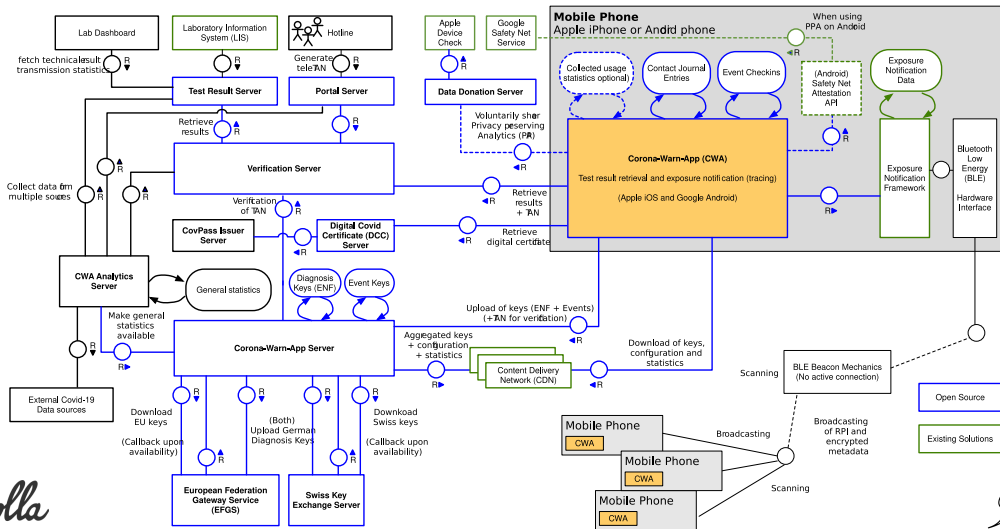 Lab Dashboard
Laboratory Information
System (LIS)
Hotline
Apple
Device
Check
Google
Safety Net
Service
Mobile Phone
Apple iPhone or Andrid phone
When using
PPA on Android
R
fetch technicalresult
transmission statistics
R
R
Generate
teleTAN
R
R
Collected usage
statistics optional)
Contact Journal
Entries
Event Checkins
(Android)
Safety Net
Attestation
API
Exposure
Notification
Data
Test Result Server
Portal Server
Data Donation Server
Retrieve
results
R
R
Voluntarily share
Privacy preserving
Analytics (PPA)
R
R
Corona-Warn-App (CWA)
Test result retrieval and exposure notification (tracing)
(Apple iOS and Google Android)
Exposure
Notification
Framework
Bluetooth
Low
Energy
(BLE)
Hardware
Interface
R
Verification Server
R
R
Collect data from
multiple sources
R
R
Verification
of TAN
R
Retrieve
results
+ TAN
R
Retrieve
digital certificate
CovPass Issuer
Server
R
Digital Covid
Certificate (DCC)
Server
CWA Analytics
Server
General statistics
Diagnosis
Keys (ENF)
Event Keys
Make general
statistics
available
R
Upload of keys (ENF + Events)
(+TAN for verification)
R
Corona-Warn-App Server
Aggregated keys
+ configuration
+ statistics
R
Content Delivery
Network (CDN)
R
Download of keys,
configuration and
statistics
R
External Covid-19
Data sources
Scanning
BLE Beacon Mechanics
(No active connection)
Open Source
Existing Solutions
R
R
R
R
Download
EU keys
(Callback upon
availability)
(Both)
Upload German
Diagnosis Keys
Downkoad
Swiss keys
(Callback upon
availability)
R
R
European Federation
Gateway Service
(EFGS)
Swiss Key
Exchange Server
Mobile Phone
CWA
Mobile Phone
CWA
Mobile Phone
CWA
Broadcasting
Scanning
Broadcasting
of RPI and
encrypted
metadata
olla